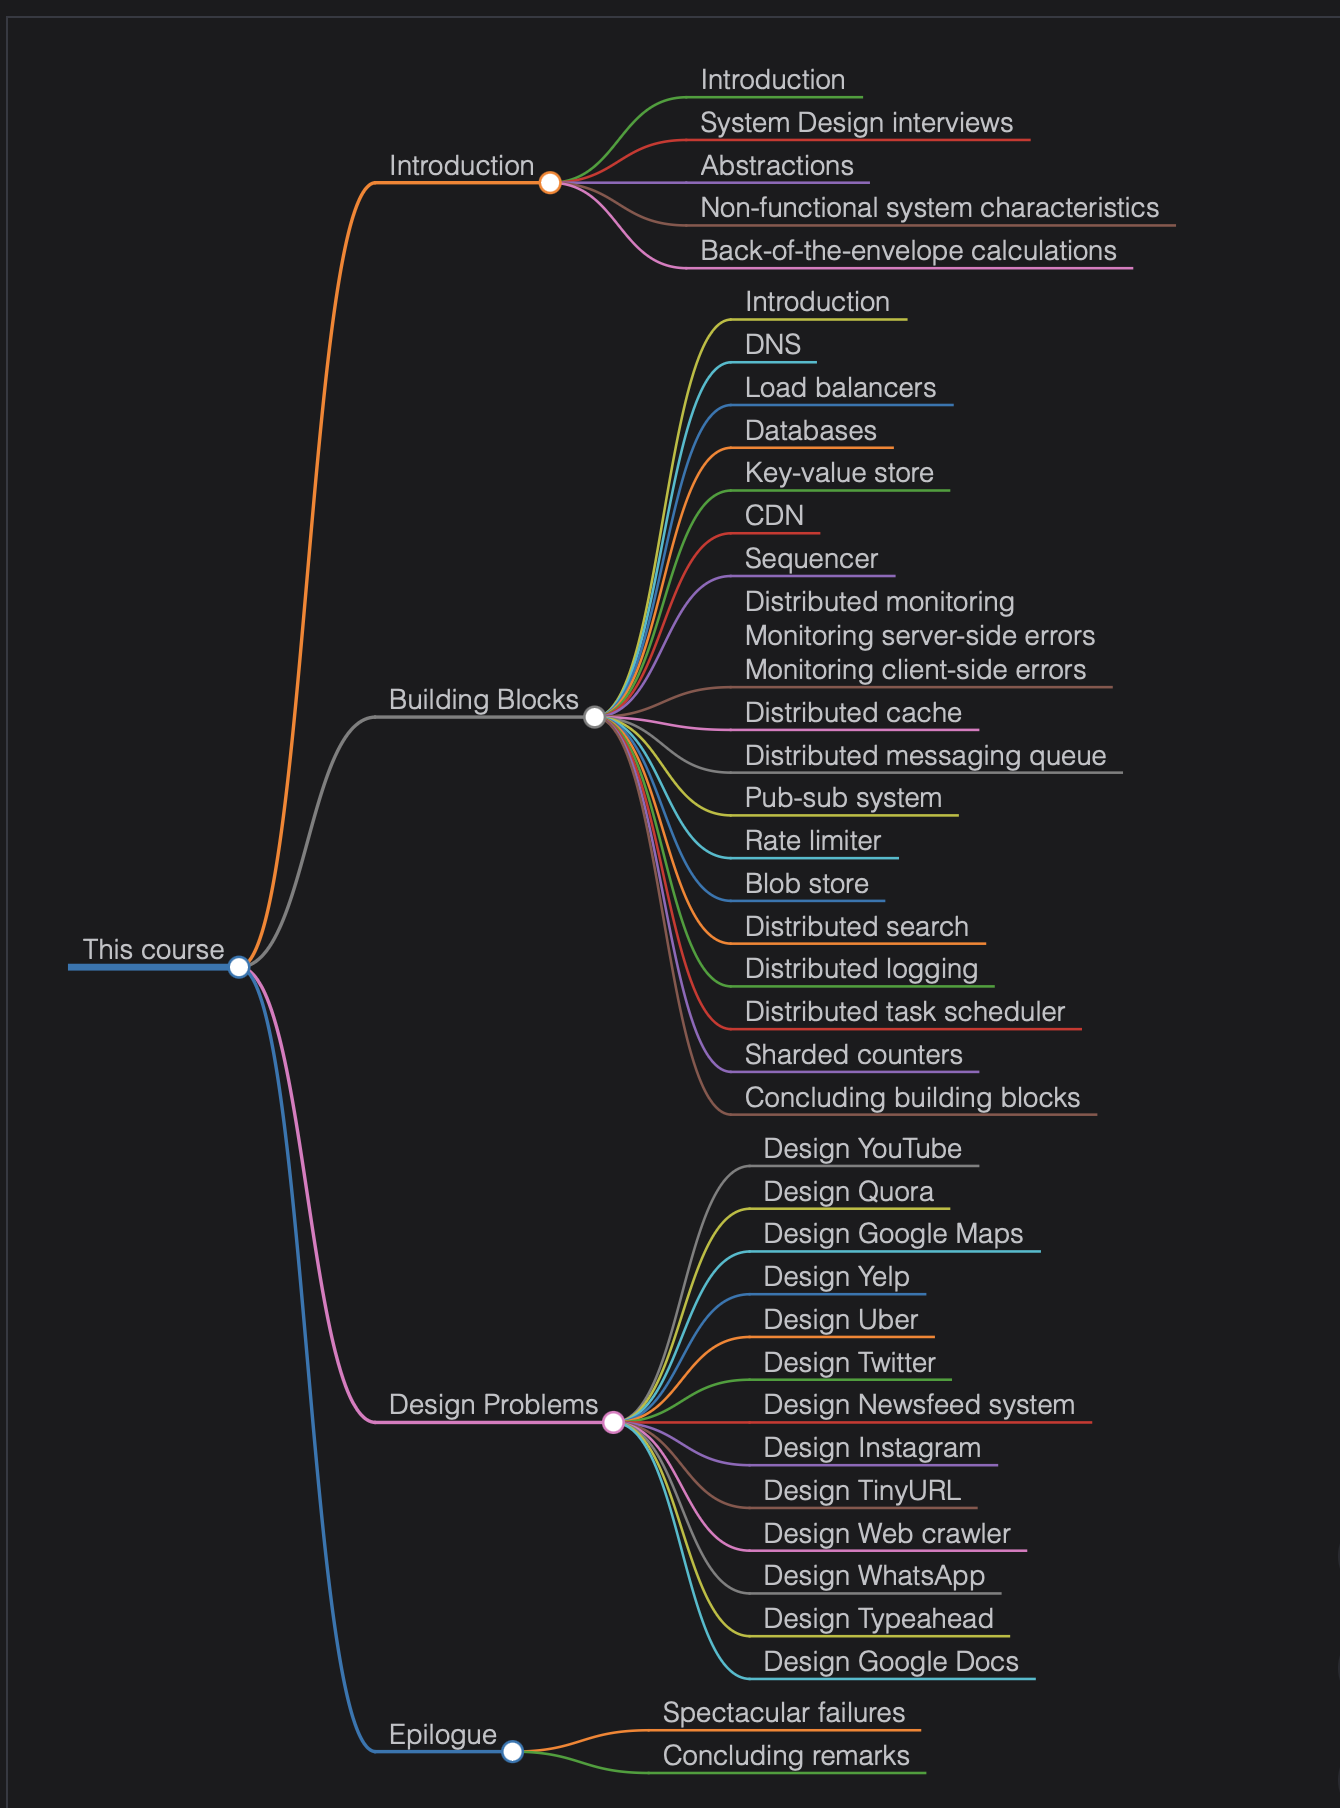 This course
Introduction
Introduction
System Design interviews
Abstractions
Non-functional system characteristics
Back-of-the-envelope calculations
Building Blocks
Introduction
DNS
Load balancers
Databases
Key-value store
CDN
Sequencer
Distributed monitoring
Monitoring server-side errors
Monitoring client-side errors
Distributed cache
Distributed messaging queue
Pub-sub system
Rate limiter
Blob store
Distributed search
Distributed logging
Distributed task scheduler
Sharded counters
Concluding building blocks
Design Problems
Design YouTube
Design Quora
Design Google Maps
Design Yelp
Design Uber
Design Twitter
Design Newsfeed system
Design Instagram
Design TinyURL
Design Web crawler
Design WhatsApp
Design Typeahead
Design Google Docs
Epilogue
Spectacular failures
Concluding remarks